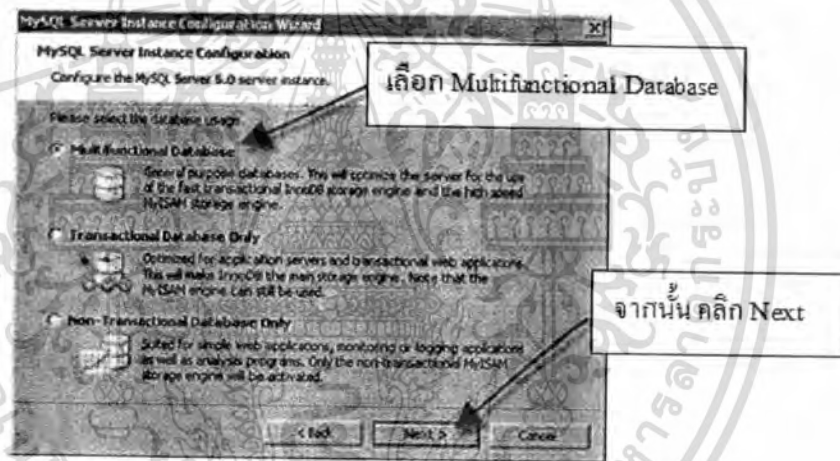 MySQL Server Instance Configuration Wizard
MySQL Server Instance Configuration
Configure the MySQL Server 5.0 server instance.
เลือก Multifunctional Database
Please select the database usage.
Multifunctional Database
General purpose databases. This will optimize the server for the use
of the fast transactional InnoDB storage engine and the high speed
MyISAM storage engine.
Transactional Database Only
Optimized for application servers and transactional web applications.
This will make InnoDB the main storage engine. Note that the
MyISAM engine can still be used.
จากนั้น คลิก Next
Non-Transactional Database Only
Suited for simple web applications, monitoring or logging applications
as well as analysis programs. Only the non-transactional MyISAM
storage engine will be activated.
< Back
Next >
Cancel